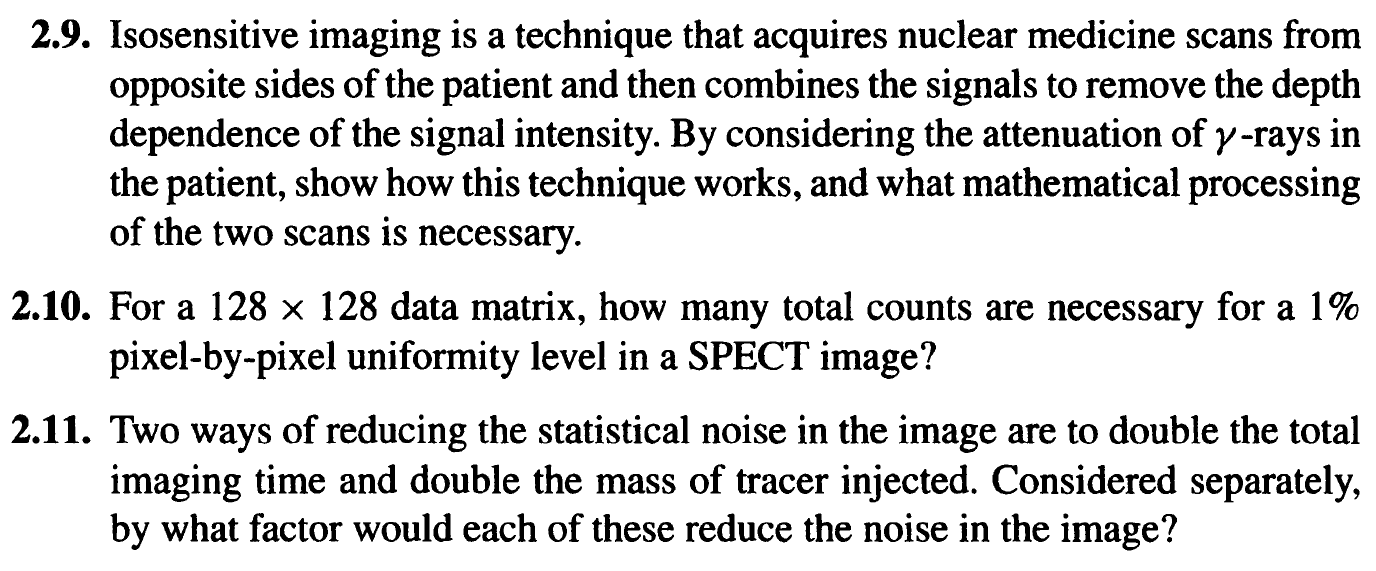 2.9. Isosensitive imaging is a technique that acquires nuclear medicine scans from
opposite sides of the patient and then combines the signals to remove the depth
dependence of the signal intensity. By considering the attenuation of γ-rays in
the patient, show how this technique works, and what mathematical processing
of the two scans is necessary.
2.10. For a 128 × 128 data matrix, how many total counts are necessary for a 1%
pixel-by-pixel uniformity level in a SPECT image?
2.11. Two ways of reducing the statistical noise in the image are to double the total
imaging time and double the mass of tracer injected. Considered separately,
by what factor would each of these reduce the noise in the image?